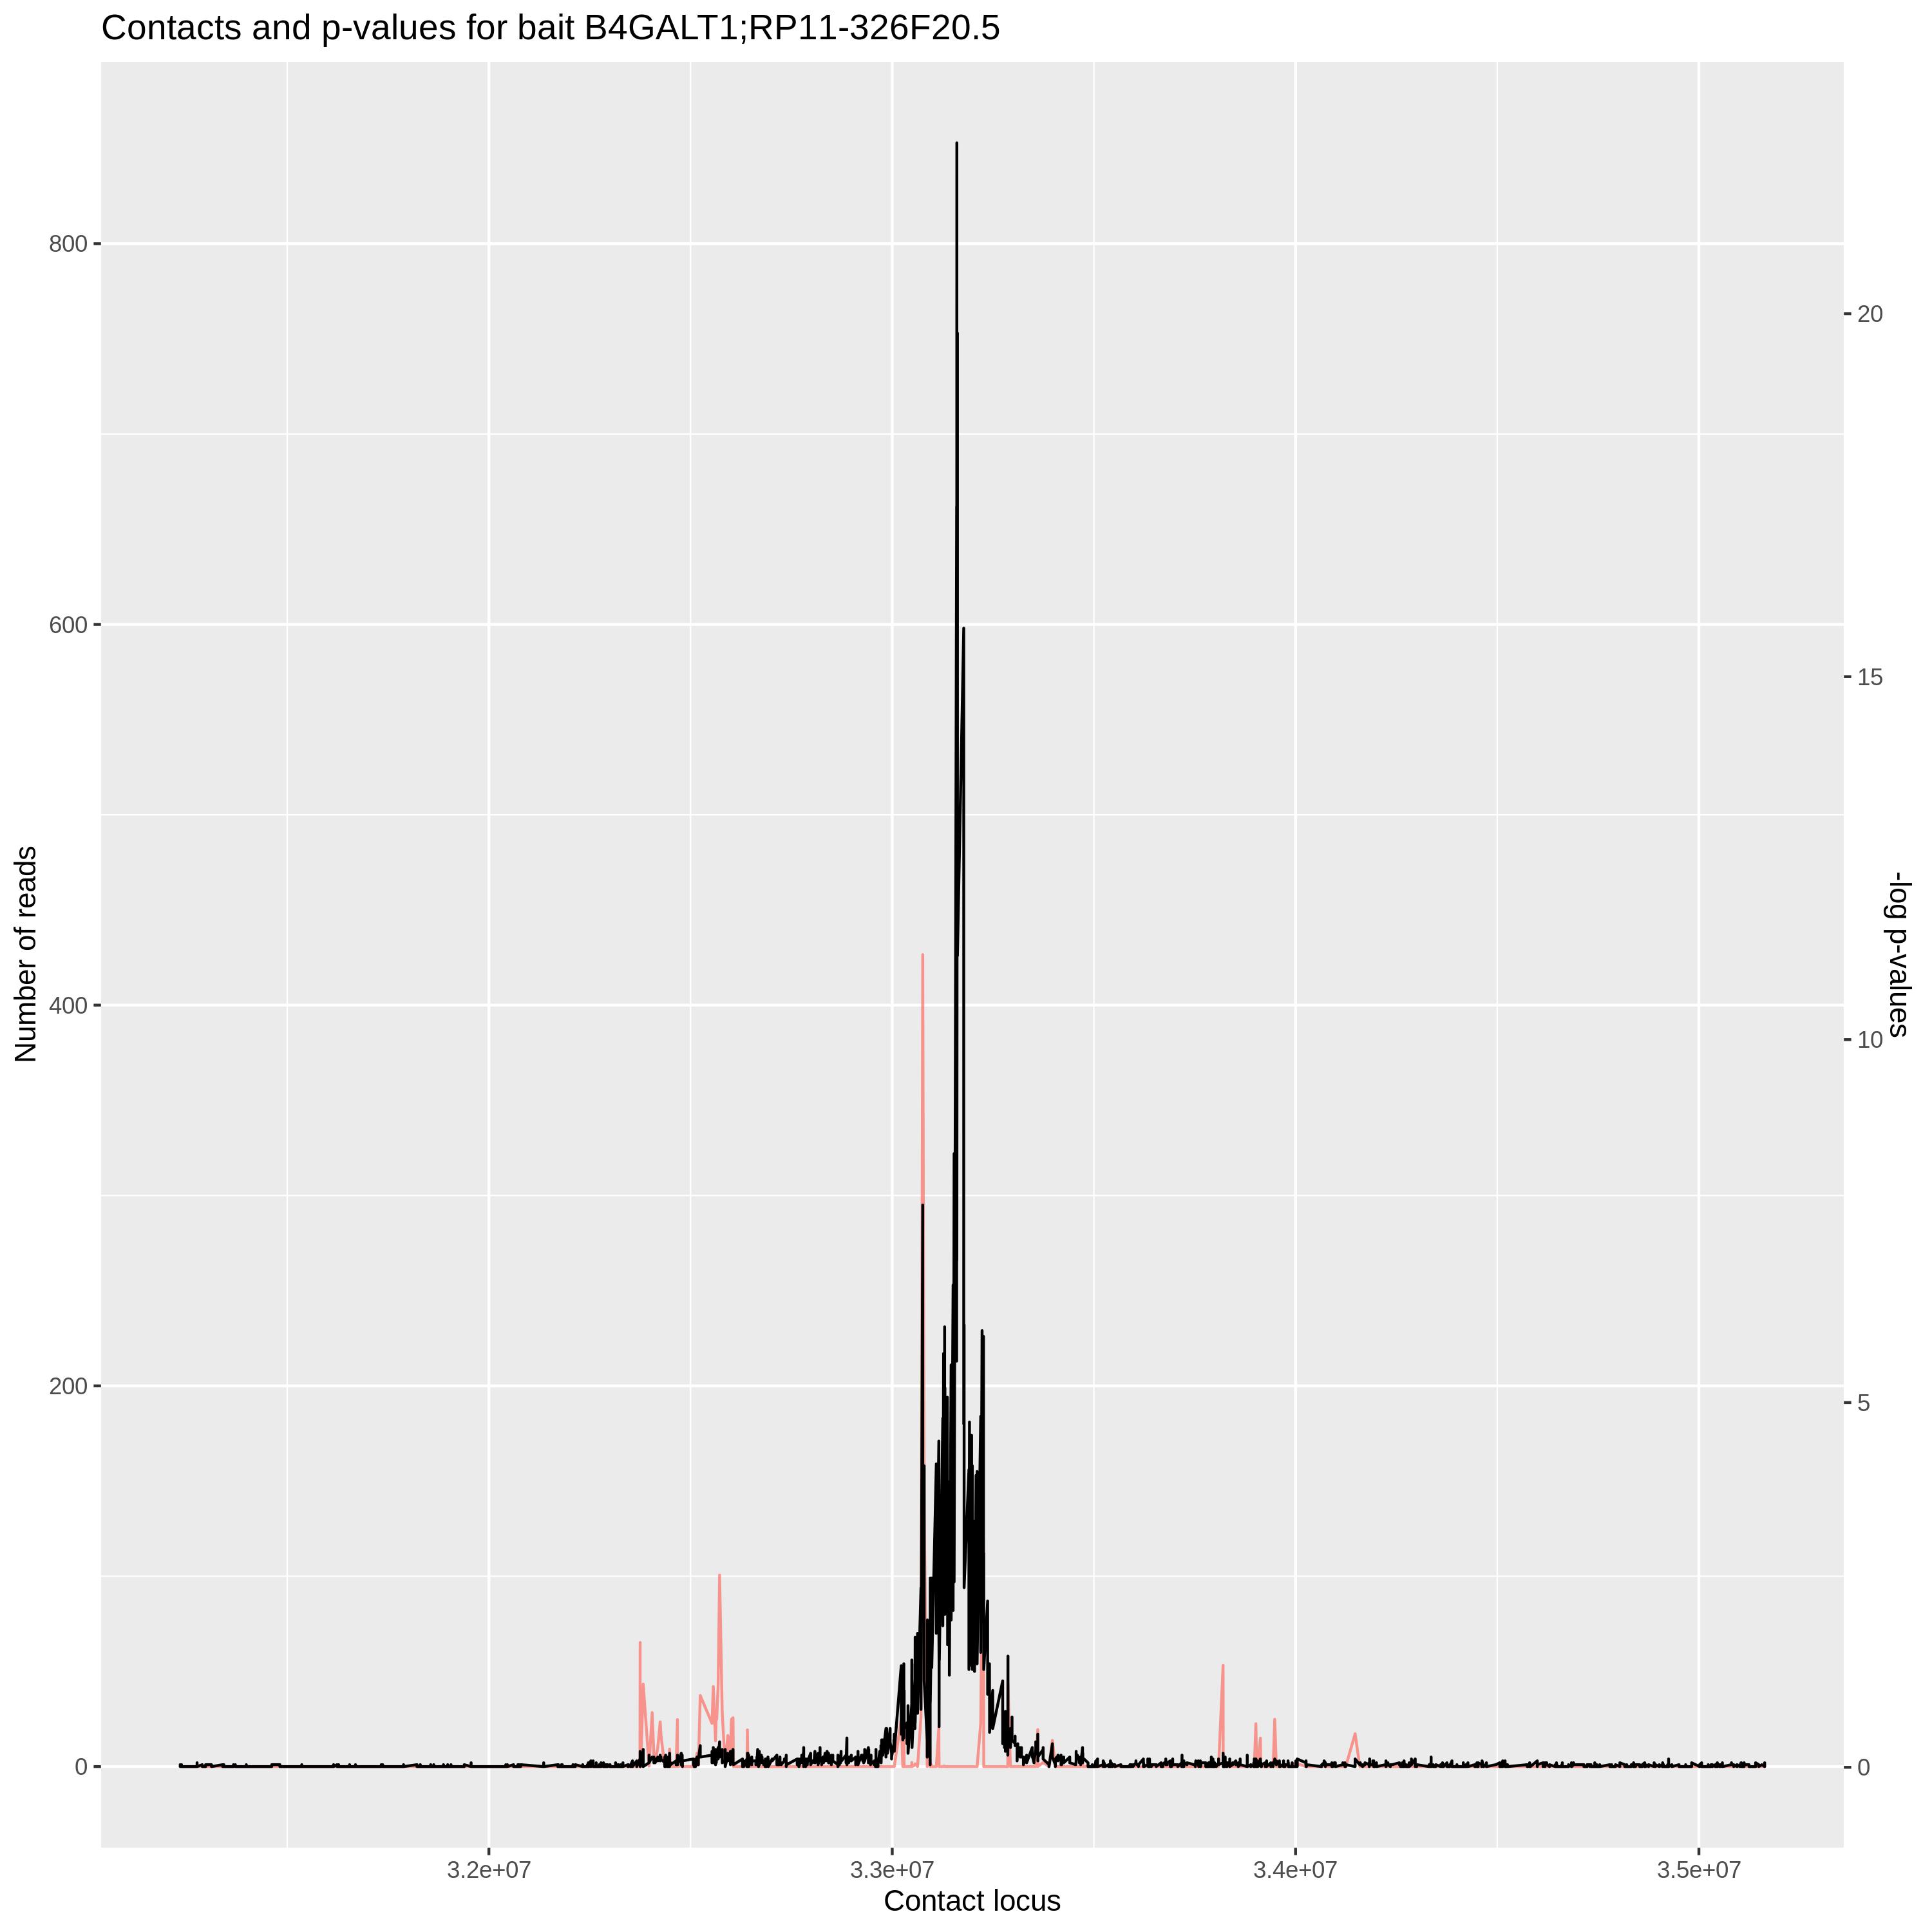 Contacts and p-values for bait B4GALT1;RP11-326F20.5
800
600
400
200
0
Number of reads
20
15
10
5
0
-log p-values
3.2e+07
3.3e+07
3.4e+07
3.5e+07
Contact locus